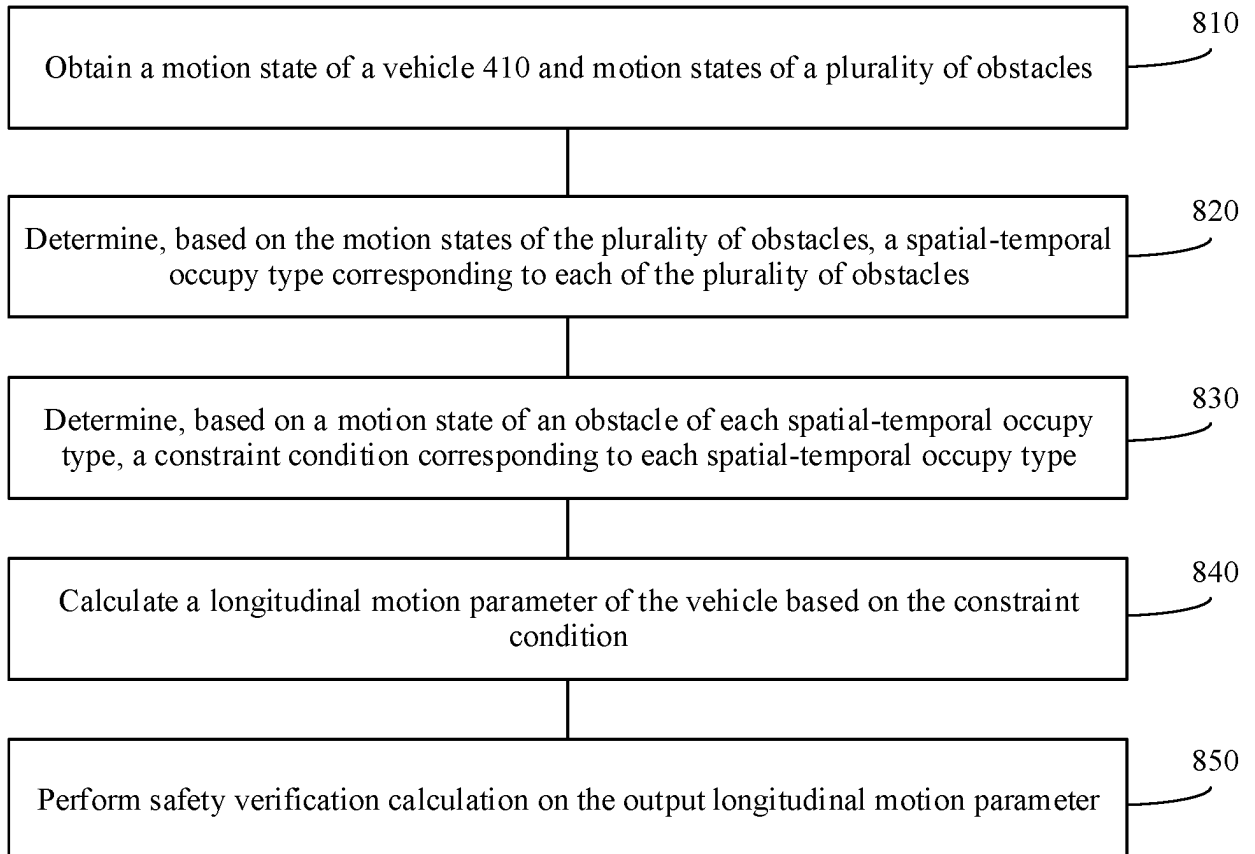 810
Obtain a motion state of a vehicle 410 and motion states of a plurality of obstacles
820
Determine, based on the motion states of the plurality of obstacles, a spatial-temporal
occupy type corresponding to each of the plurality of obstacles
830
Determine, based on a motion state of an obstacle of each spatial-temporal occupy
type, a constraint condition corresponding to each spatial-temporal occupy type
840
Calculate a longitudinal motion parameter of the vehicle based on the constraint
condition
850
Perform safety verification calculation on the output longitudinal motion parameter